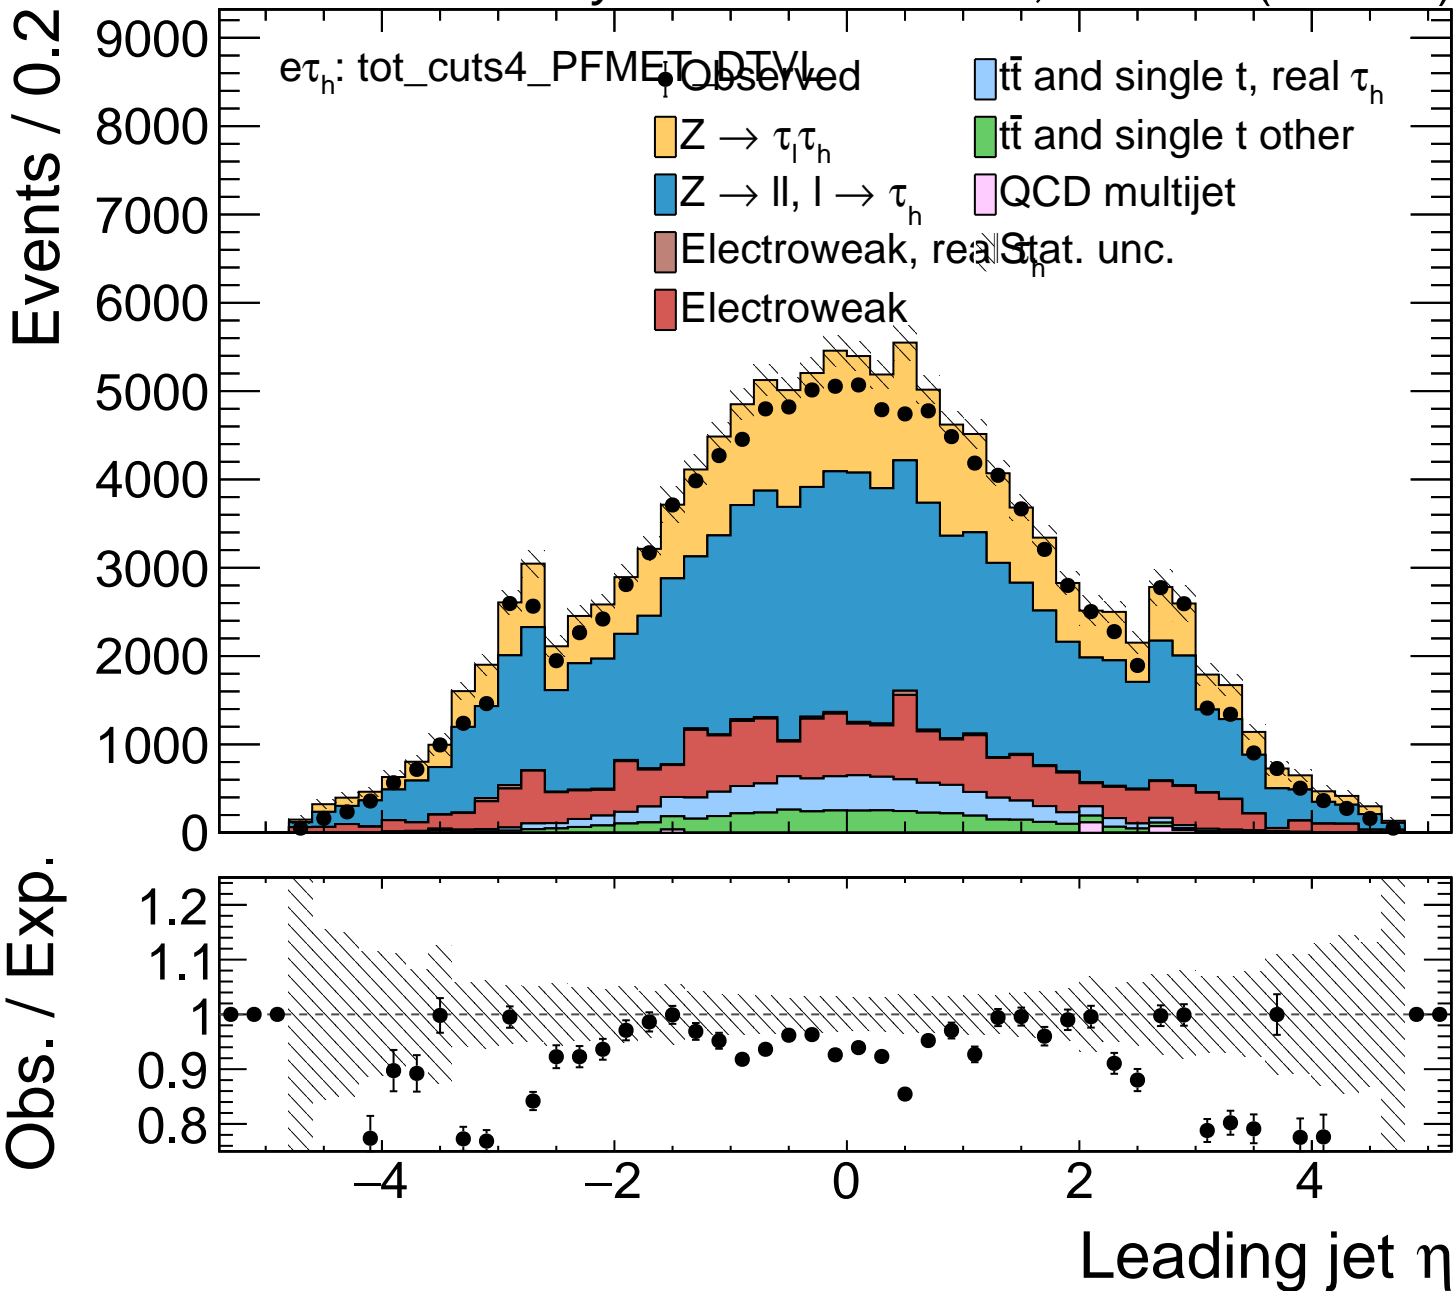 Events / 0.2
9000
8000
7000
6000
5000
4000
3000
2000
1000
0
eτh: tot_cuts4_PFMET_DTVL
Observed
Z → τlτh
Z → ll, l → τh
Electroweak, real τh
Electroweak
tt̄ and single t, real τh
tt̄ and single t other
QCD multijet
Stat. unc.
Obs. / Exp.
1.2
1.1
1
0.9
0.8
−4 −2 0 2 4
Leading jet η